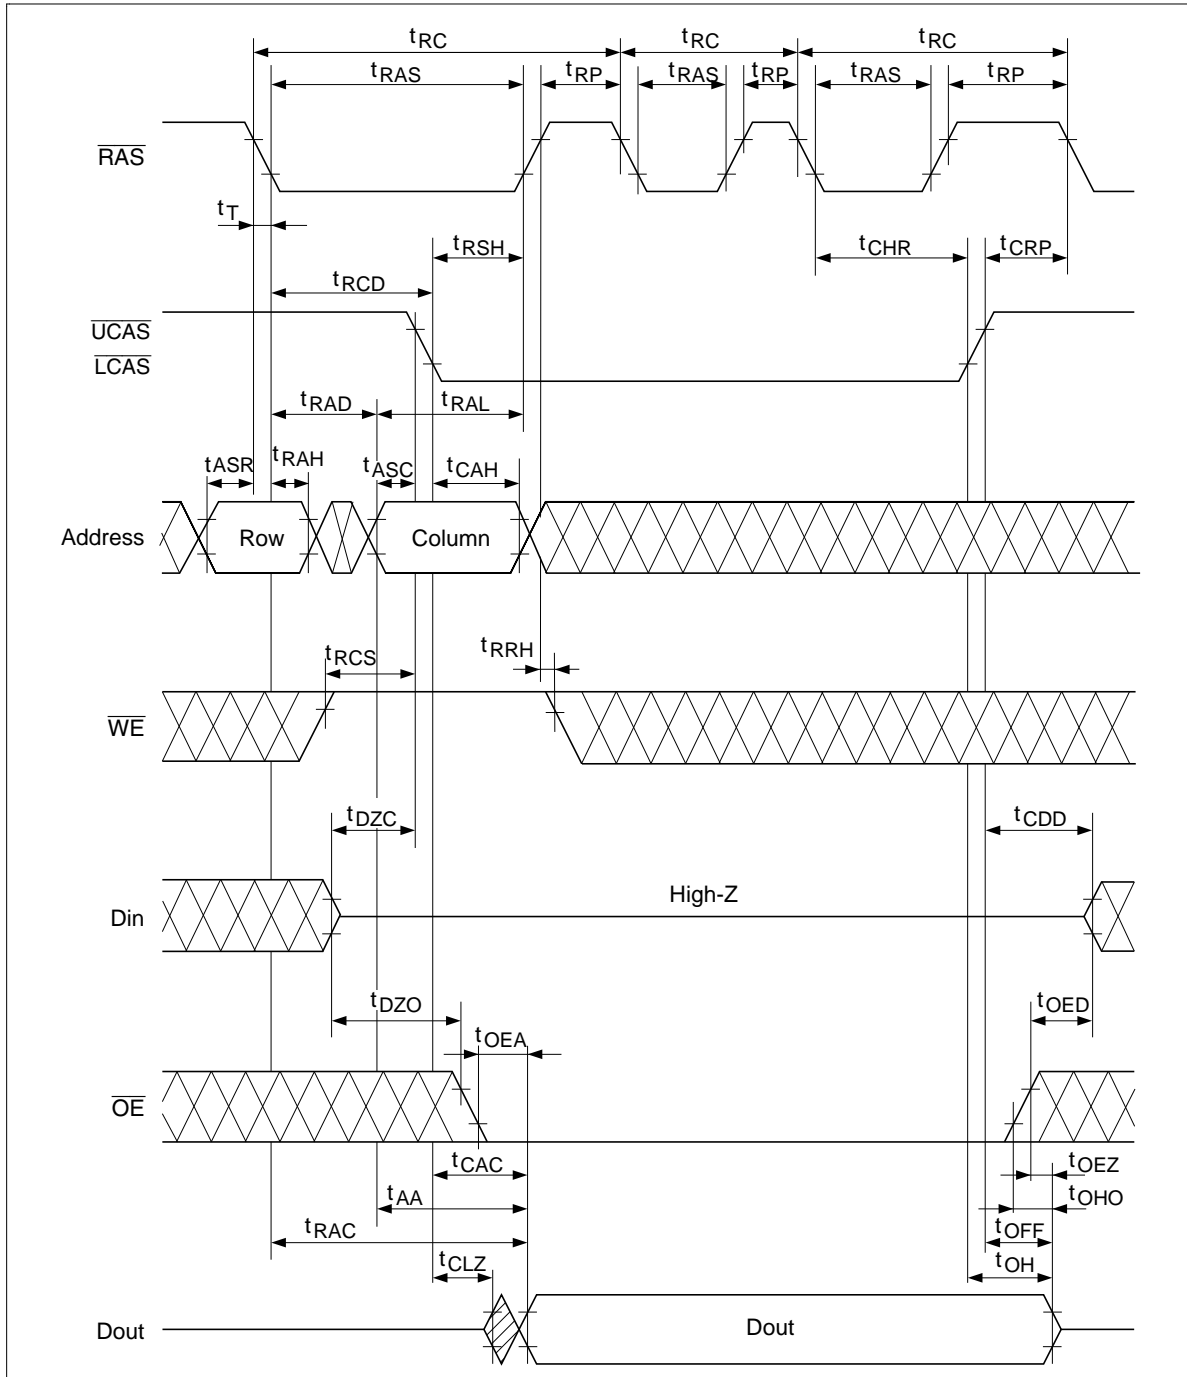 tRC tRC tRC
tRAS tRP tRAS tRP tRAS tRP
RAS
tT
tRSH tCHR tCRP
tRCD
UCAS
LCAS
tRAD tRAL
tASR tRAH tASC tCAH
Address Row Column
tRCS tRRH
WE
tDZC tCDD
High-Z
Din
tDZO tOED
tOEA
OE
tCAC tOEZ
tAA tOHO
tRAC tOFF
tCLZ tOH
Dout Dout